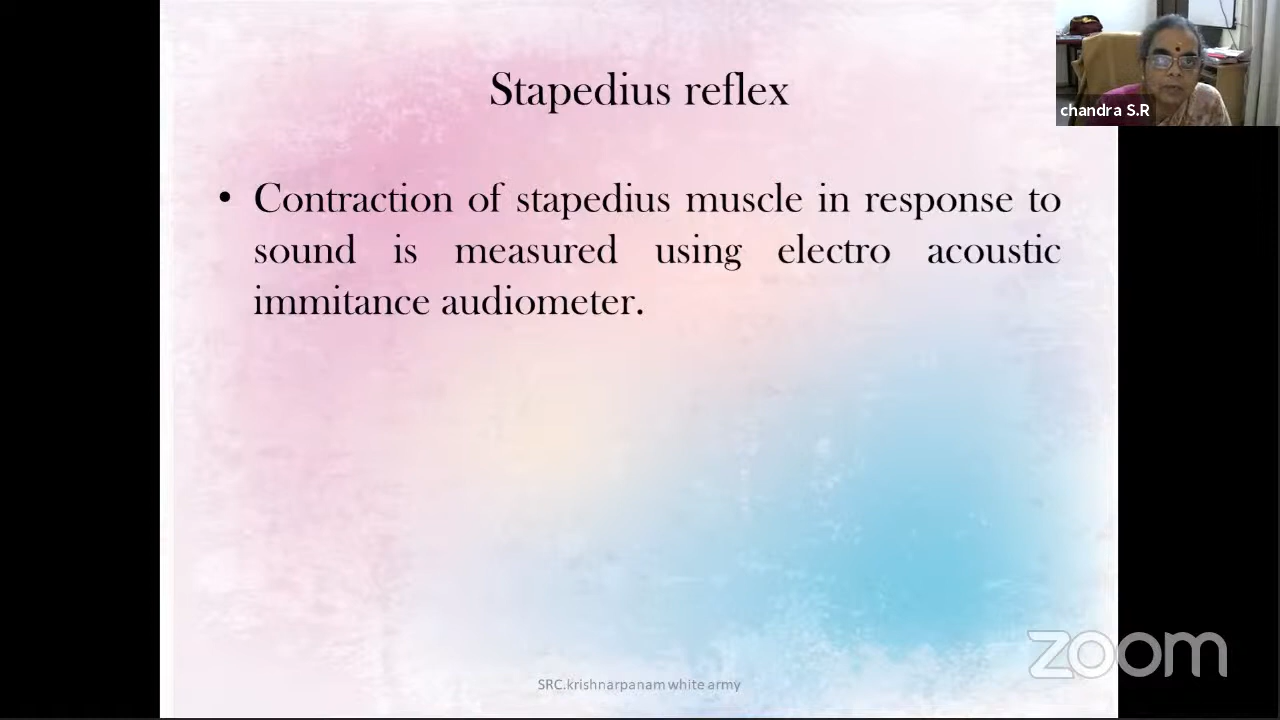 Stapedius reflex
chandra S.R
• Contraction of stapedius muscle in response to
sound is measured using electro acoustic
immitance audiometer.
zoom
SRC.krishnarpanam white army